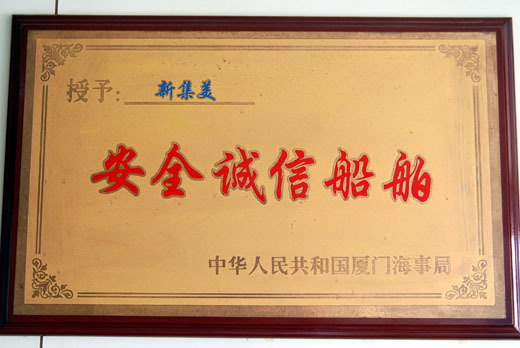 授予: 新集美
安全诚信船舶
中华人民共和国厦门海事局